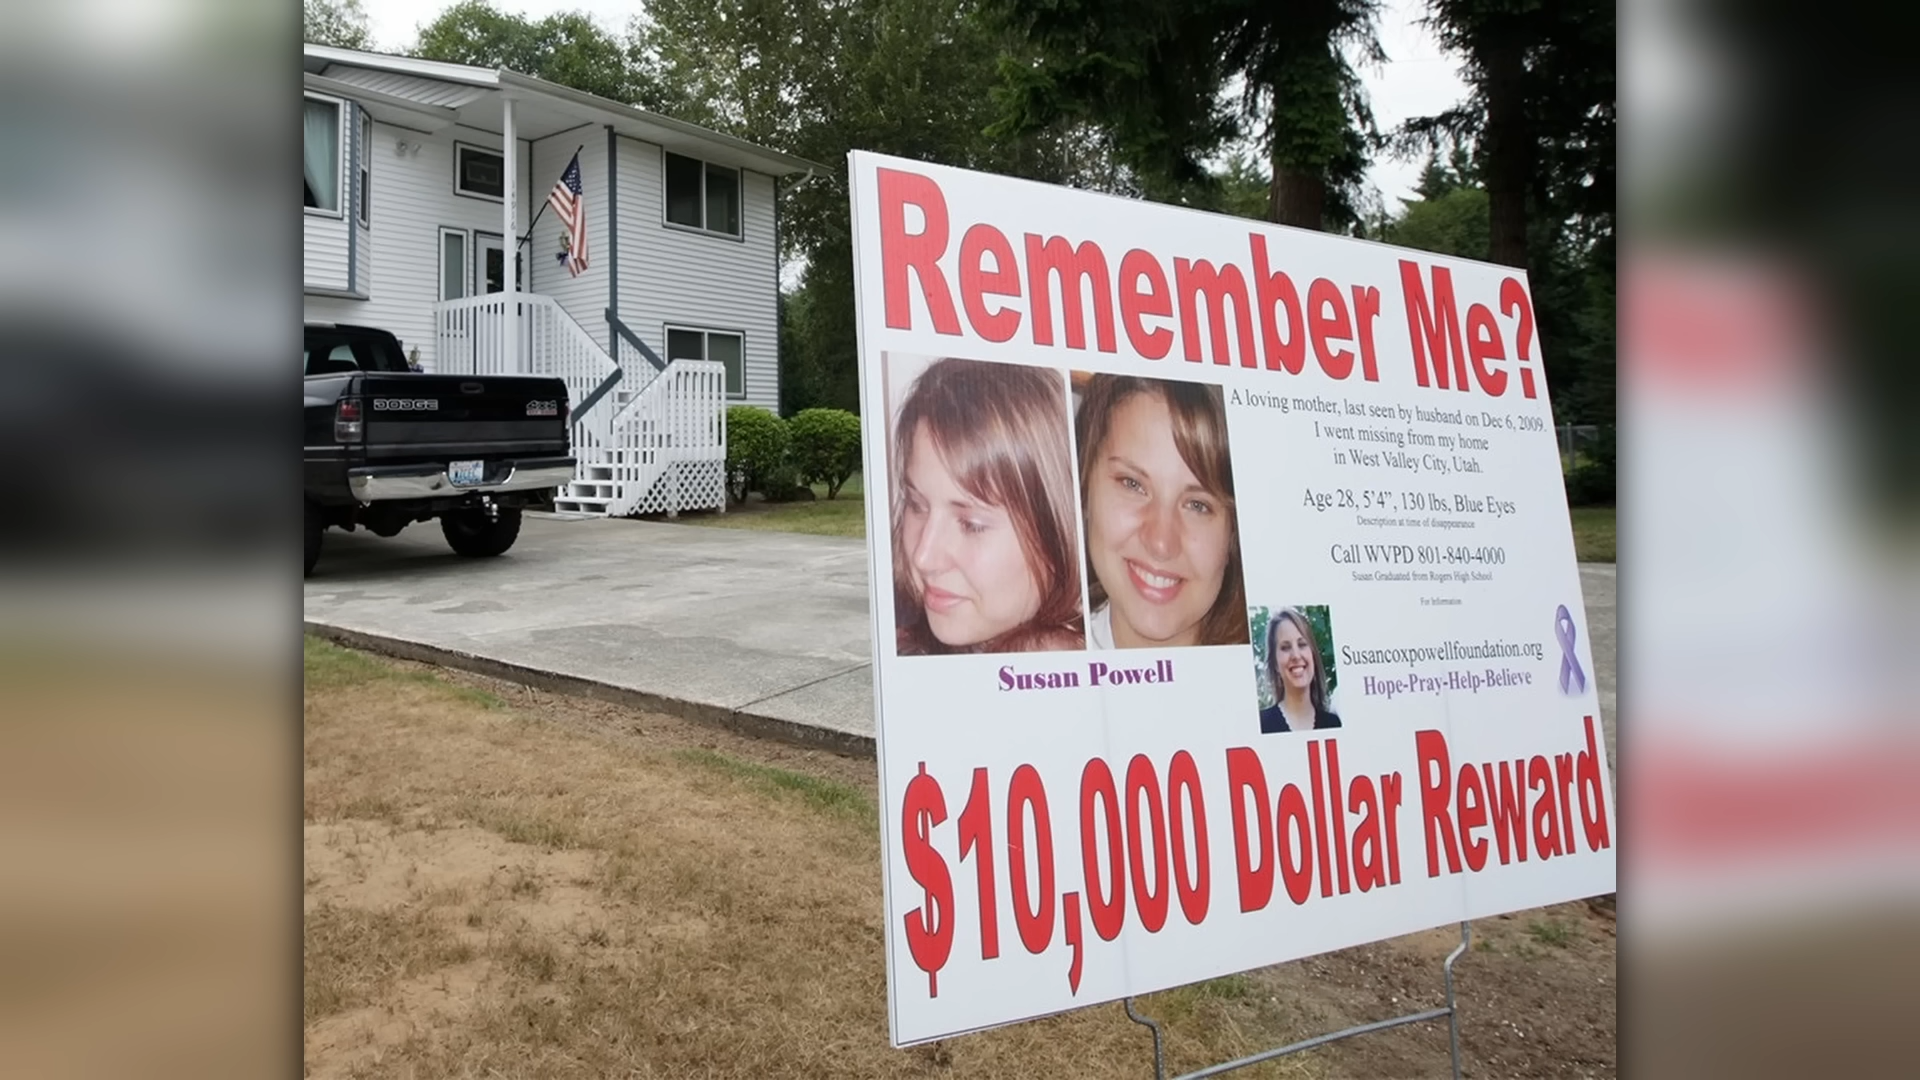 Remember Me?
A loving mother, last seen by husband on Dec 6, 2009.
I went missing from my home
in West Valley City, Utah.
Age 28, 5'4”, 130 lbs, Blue Eyes
Description at time of disappearance
Call WVPD 801-840-4000
Susan Graduated from Rogers High School
For Information
Susancoxpowellfoundation.org
Hope-Pray-Help-Believe
Susan Powell
$10,000 Dollar Reward
DODGE
14916